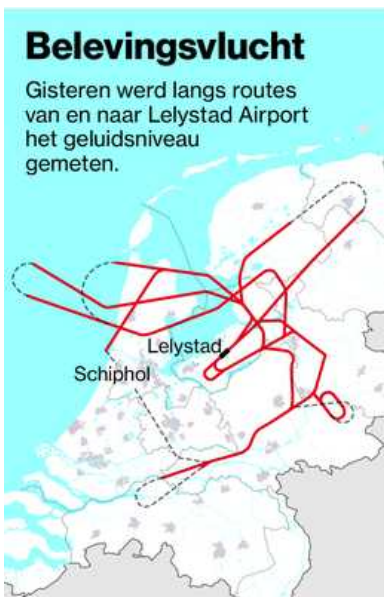 Belevingsvlucht
Gisteren werd langs routes
van en naar Lelystad Airport
het geluidsniveau
gemeten.
Lelystad
Schiphol